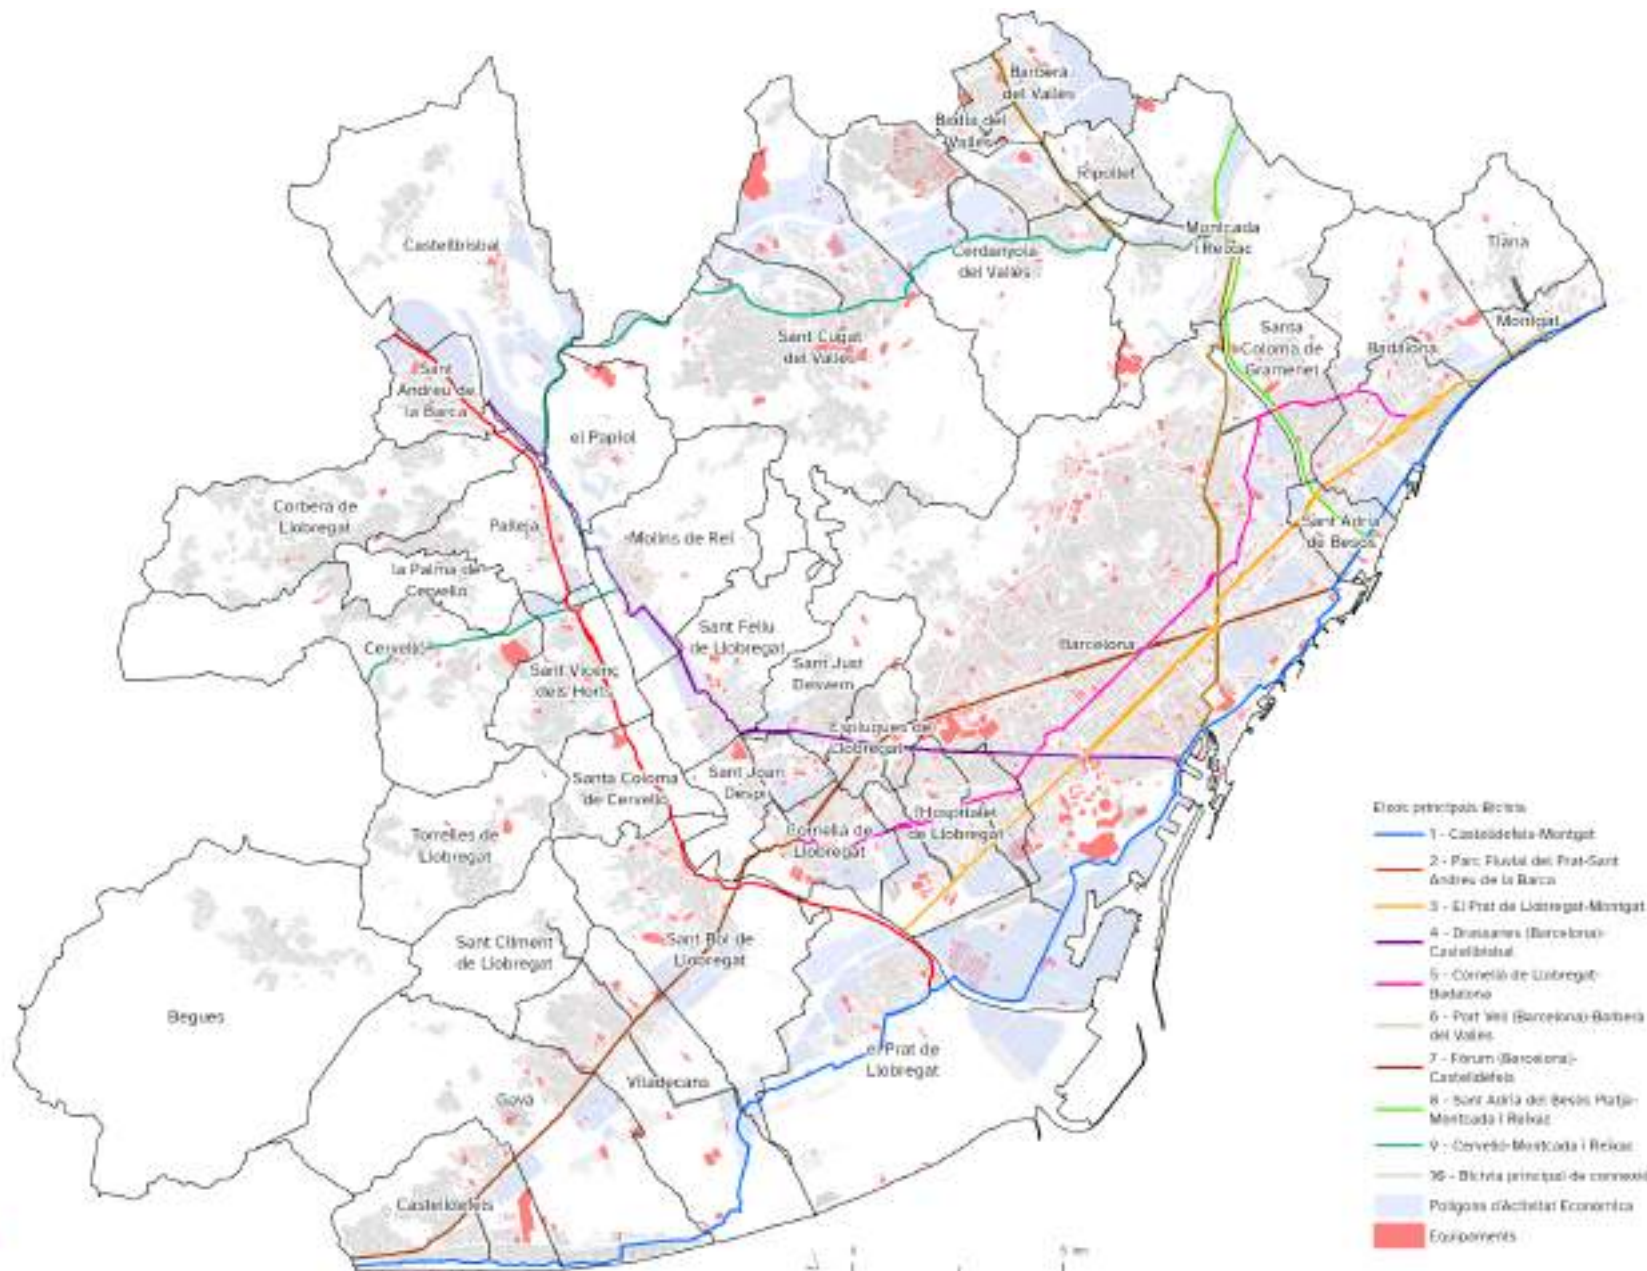 Barberà
del Vallès
Badia del
Vallès
Ripollet
Castellbisbal
Montcada
i Reixac
Tiana
Cerdanyola
del Vallès
Montgat
Sant Cugat
del Vallès
Santa
Coloma de
Gramenet
Badalona
Sant
Andreu de
la Barca
el Papiol
Corbera de
Llobregat
Pallejà
Molins de Rei
Sant Adrià
de Besòs
la Palma de
Cervelló
Cervelló
Sant Feliu
de Llobregat
Barcelona
Sant Vicenç
dels Horts
Sant Just
Desvern
Esplugues de
Llobregat
Santa Coloma
de Cervelló
Sant Joan
Despí
l'Hospitalet
de Llobregat
Torrelles de
Llobregat
Cornellà de
Llobregat
Sant Climent
de Llobregat
Sant Boi de
Llobregat
Begues
el Prat de
Llobregat
Viladecans
Gavà
Castelldefels
Eixos principals Bicivia
1 - Castelldefels-Montgat
2 - Parc Fluvial del Prat-Sant
Andreu de la Barca
3 - El Prat de Llobregat-Montgat
4 - Drassanes (Barcelona)-
Castellbisbal
5 - Cornellà de Llobregat-
Badalona
6 - Port Vell (Barcelona)-Barberà
del Vallès
7 - Fòrum (Barcelona)-
Castelldefels
8 - Sant Adrià del Besòs Platja-
Montcada i Reixac
9 - Cervelló-Montcada i Reixac
16 - Bicivia principal de connexi
Polígons d'Activitat Econòmica
Equipaments